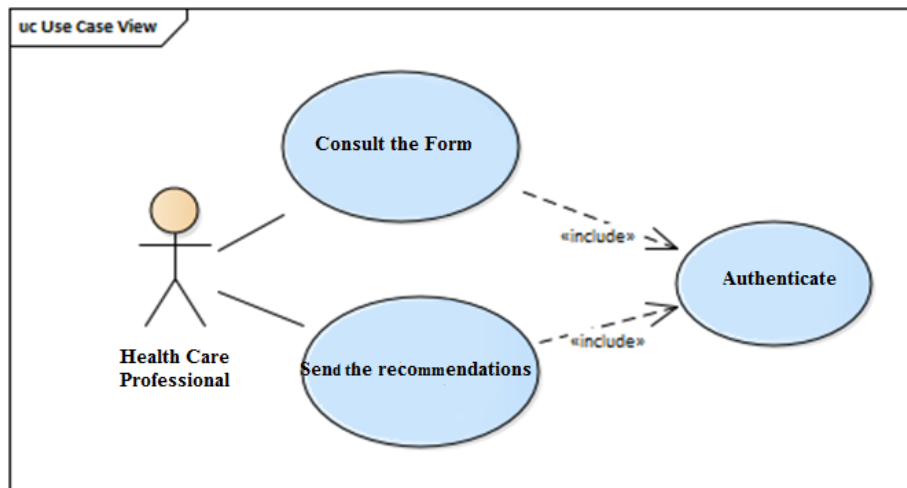 uc Use Case View
Consult the Form
«include»
Authenticate
Health Care
Professional
Send the recommendations
«include»